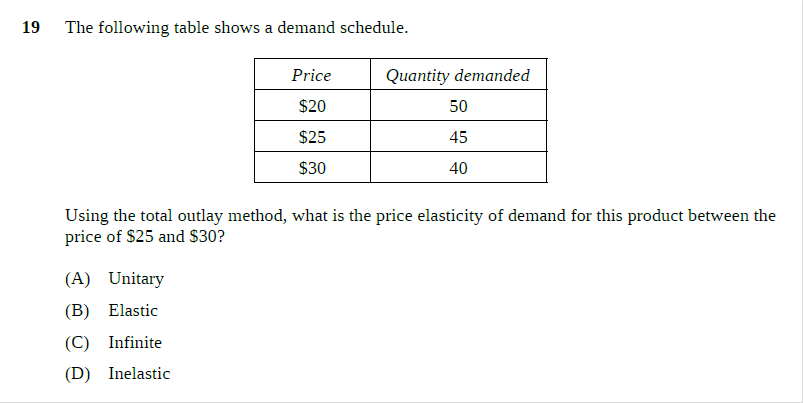 19 The following table shows a demand schedule.
Price Quantity demanded
$20 50
$25 45
$30 40
Using the total outlay method, what is the price elasticity of demand for this product between the
price of $25 and $30?
(A) Unitary
(B) Elastic
(C) Infinite
(D) Inelastic